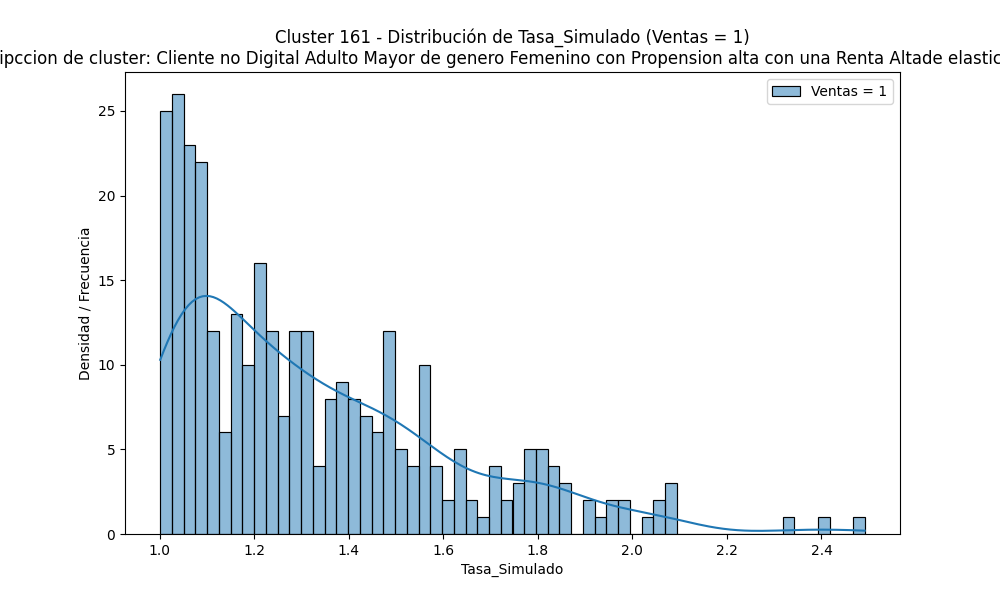 Cluster 161 - Distribución de Tasa_Simulado (Ventas = 1)
ipccion de cluster: Cliente no Digital Adulto Mayor de genero Femenino con Propension alta con una Renta Altade elastic
Ventas = 1
Densidad / Frecuencia
25
20
15
10
5
0
1.0 1.2 1.4 1.6 1.8 2.0 2.2 2.4
Tasa_Simulado